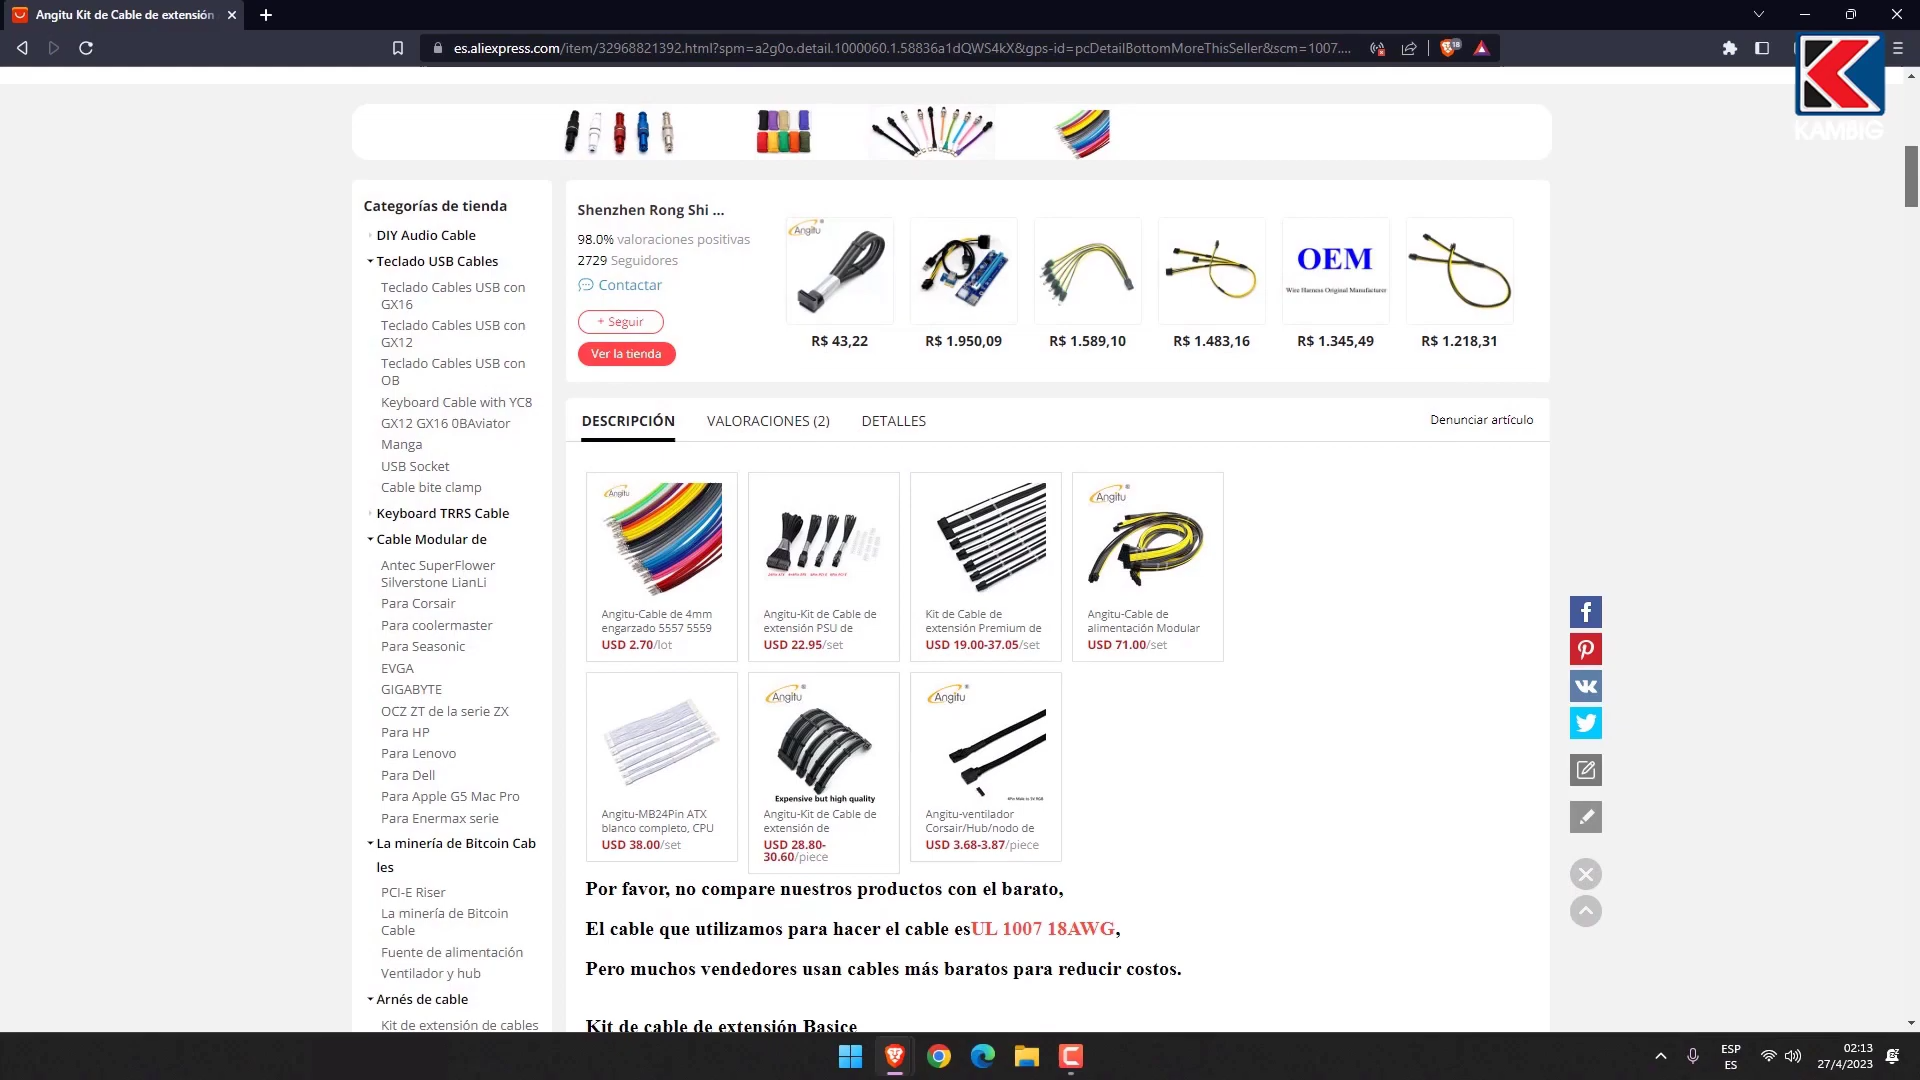 Angitu Kit de Cable de extensión
es.aliexpress.com/item/32968821392.html?spm=a2g0o.detail.1000060.1.58836a1dQWS4kX&gps-id=pcDetailBottomMoreThisSeller&scm=1007....
18
KAMBIG
Categorías de tienda
DIY Audio Cable
Teclado USB Cables
Teclado Cables USB con
GX16
Teclado Cables USB con
GX12
Teclado Cables USB con
OB
Keyboard Cable with YC8
GX12 GX16 0BAviator
Manga
USB Socket
Cable bite clamp
Keyboard TRRS Cable
Cable Modular de
Antec SuperFlower
Silverstone LianLi
Para Corsair
Para coolermaster
Para Seasonic
EVGA
GIGABYTE
OCZ ZT de la serie ZX
Para HP
Para Lenovo
Para Dell
Para Apple G5 Mac Pro
Para Enermax serie
La minería de Bitcoin Cab
les
PCI-E Riser
La minería de Bitcoin
Cable
Fuente de alimentación
Ventilador y hub
Arnés de cable
Kit de extensión de cables
Shenzhen Rong Shi ...
98.0% valoraciones positivas
2729 Seguidores
Contactar
+ Seguir
Ver la tienda
Angitu
OEM
Wire Harness Original Manufacturer
R$ 43,22
R$ 1.950,09
R$ 1.589,10
R$ 1.483,16
R$ 1.345,49
R$ 1.218,31
DESCRIPCIÓN
VALORACIONES (2)
DETALLES
Denunciar artículo
Angitu
Angitu-Cable de 4mm
engarzado 5557 5559
USD 2.70/lot
Angitu-Kit de Cable de
extensión PSU de
USD 22.95/set
Kit de Cable de
extensión Premium de
USD 19.00-37.05/set
Angitu
Angitu-Cable de
alimentación Modular
USD 71.00/set
Angitu-MB24Pin ATX
blanco completo, CPU
USD 38.00/set
Angitu
Expensive but high quality
Angitu-Kit de Cable de
extensión de
USD 28.80-
30.60/piece
Angitu
Angitu-ventilador
Corsair/Hub/nodo de
USD 3.68-3.87/piece
Por favor, no compare nuestros productos con el barato,
El cable que utilizamos para hacer el cable esUL 1007 18AWG,
Pero muchos vendedores usan cables más baratos para reducir costos.
Kit de cable de extensión Basice
ESP
ES
02:13
27/4/2023